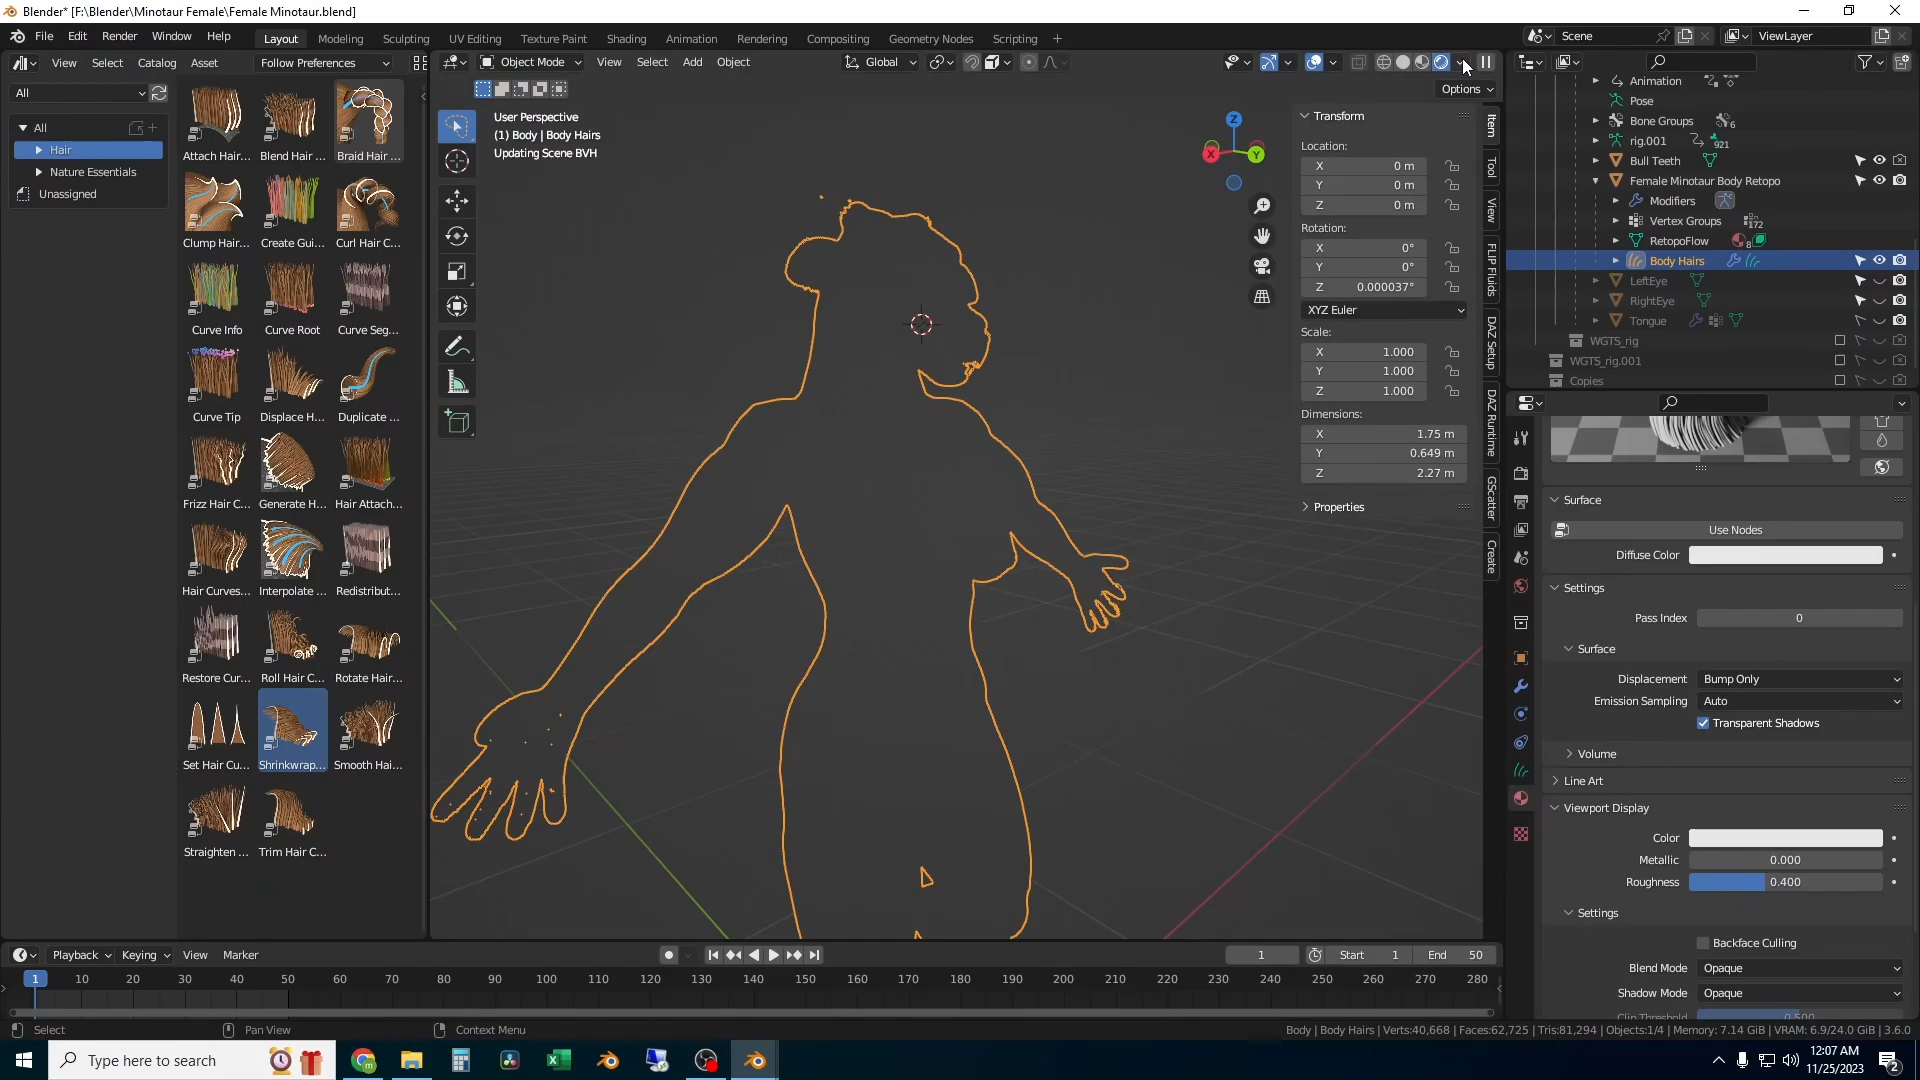 Blender* [F:\Blender\Minotaur Female\Female Minotaur.blend]
File Edit Render Window Help Layout Modeling Sculpting UV Editing Texture Paint Shading Animation Rendering Compositing Geometry Nodes Scripting + Scene ViewLayer
View Select Catalog Asset Follow Preferences
Object Mode View Select Add Object Global
Options
All
All
Hair
Nature Essentials
Unassigned
Attach Hair... Blend Hair ... Braid Hair ...
Clump Hair... Create Gui... Curl Hair C...
Curve Info Curve Root Curve Seg...
Curve Tip Displace H... Duplicate ...
Frizz Hair C... Generate H... Hair Attach...
Hair Curves... Interpolate ... Redistribut...
Restore Cur... Roll Hair C... Rotate Hair...
Set Hair Cu... Shrinkwrap... Smooth Hai...
Straighten ... Trim Hair C...
User Perspective
(1) Body | Body Hairs
Updating Scene BVH
Z
X
Y
Transform
Location:
X 0 m
Y 0 m
Z 0 m
Rotation:
X 0°
Y 0°
Z 0.000037°
XYZ Euler
Scale:
X 1.000
Y 1.000
Z 1.000
Dimensions:
X 1.75 m
Y 0.649 m
Z 2.27 m
Properties
Item
Tool
View
FLIP Fluids
DAZ Setup
DAZ Runtime
GScatter
Create
Animation
Pose
Bone Groups 6
rig.001 921
Bull Teeth
Female Minotaur Body Retopo
Modifiers
Vertex Groups 172
RetopoFlow 8
Body Hairs
LeftEye
RightEye
Tongue
WGTS_rig
WGTS_rig.001
Copies
Surface
Use Nodes
Diffuse Color
Settings
Pass Index 0
Surface
Displacement Bump Only
Emission Sampling Auto
Transparent Shadows
Volume
Line Art
Viewport Display
Color
Metallic 0.000
Roughness 0.400
Settings
Backface Culling
Blend Mode Opaque
Shadow Mode Opaque
Clip Threshold 0.500
Playback Keying View Marker 1 Start 1 End 50
1 10 20 30 40 50 60 70 80 90 100 110 120 130 140 150 160 170 180 190 200 210 220 230 240 250 260 270 280
Select Pan View Context Menu Body | Body Hairs | Verts:40,668 | Faces:62,725 | Tris:81,294 | Objects:1/4 | Memory: 7.14 GiB | VRAM: 6.9/24.0 GiB | 3.6.0
Type here to search
12:07 AM
11/25/2023
2